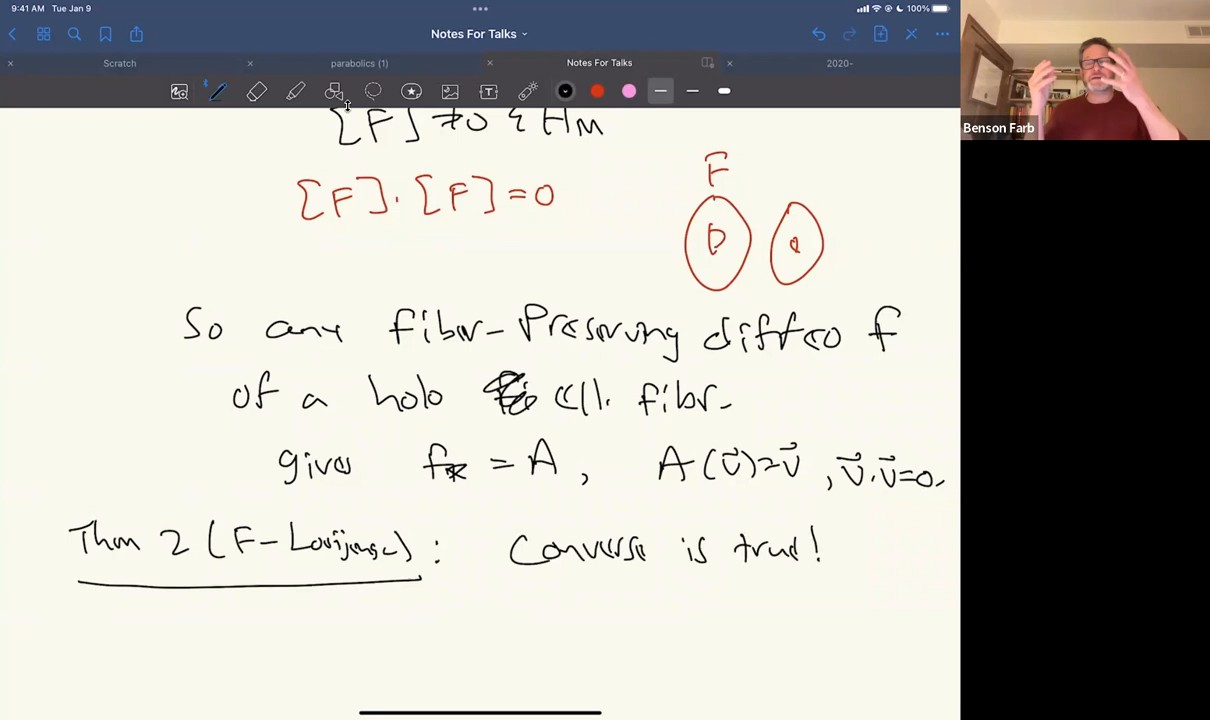 9:41 AM Tue Jan 9
100%
Notes For Talks
Scratch
parabolics (1)
Notes For Talks
2020-
Benson Farb
[F] ≠ 0 ∈ HM
[F]·[F] = 0
F
So any fiber-Preserving diffeo f
of a holo ell. fibr.
gives f* = A, A(v⃗)=v⃗, v⃗·v⃗=0.
Thm 2 (F-Looijenga): Converse is true!